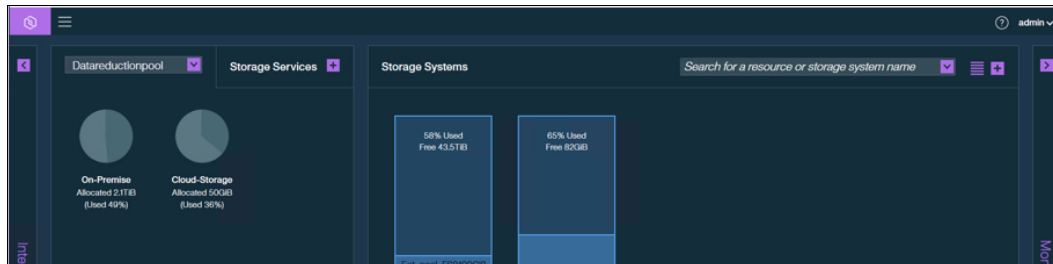 admin
Datareductionpool
Storage Services
Storage Systems
Search for a resource or storage system name
On-Premise
Allocated 2.1TiB
(Used 49%)
Cloud-Storage
Allocated 50GiB
(Used 36%)
58% Used
Free 43.5TiB
65% Used
Free 82GiB
Inte
Mon